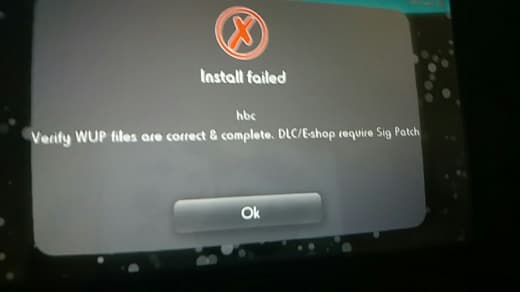 Install failed
hbc
Verify WUP files are correct & complete. DLC/E-shop require Sig Patch
Ok